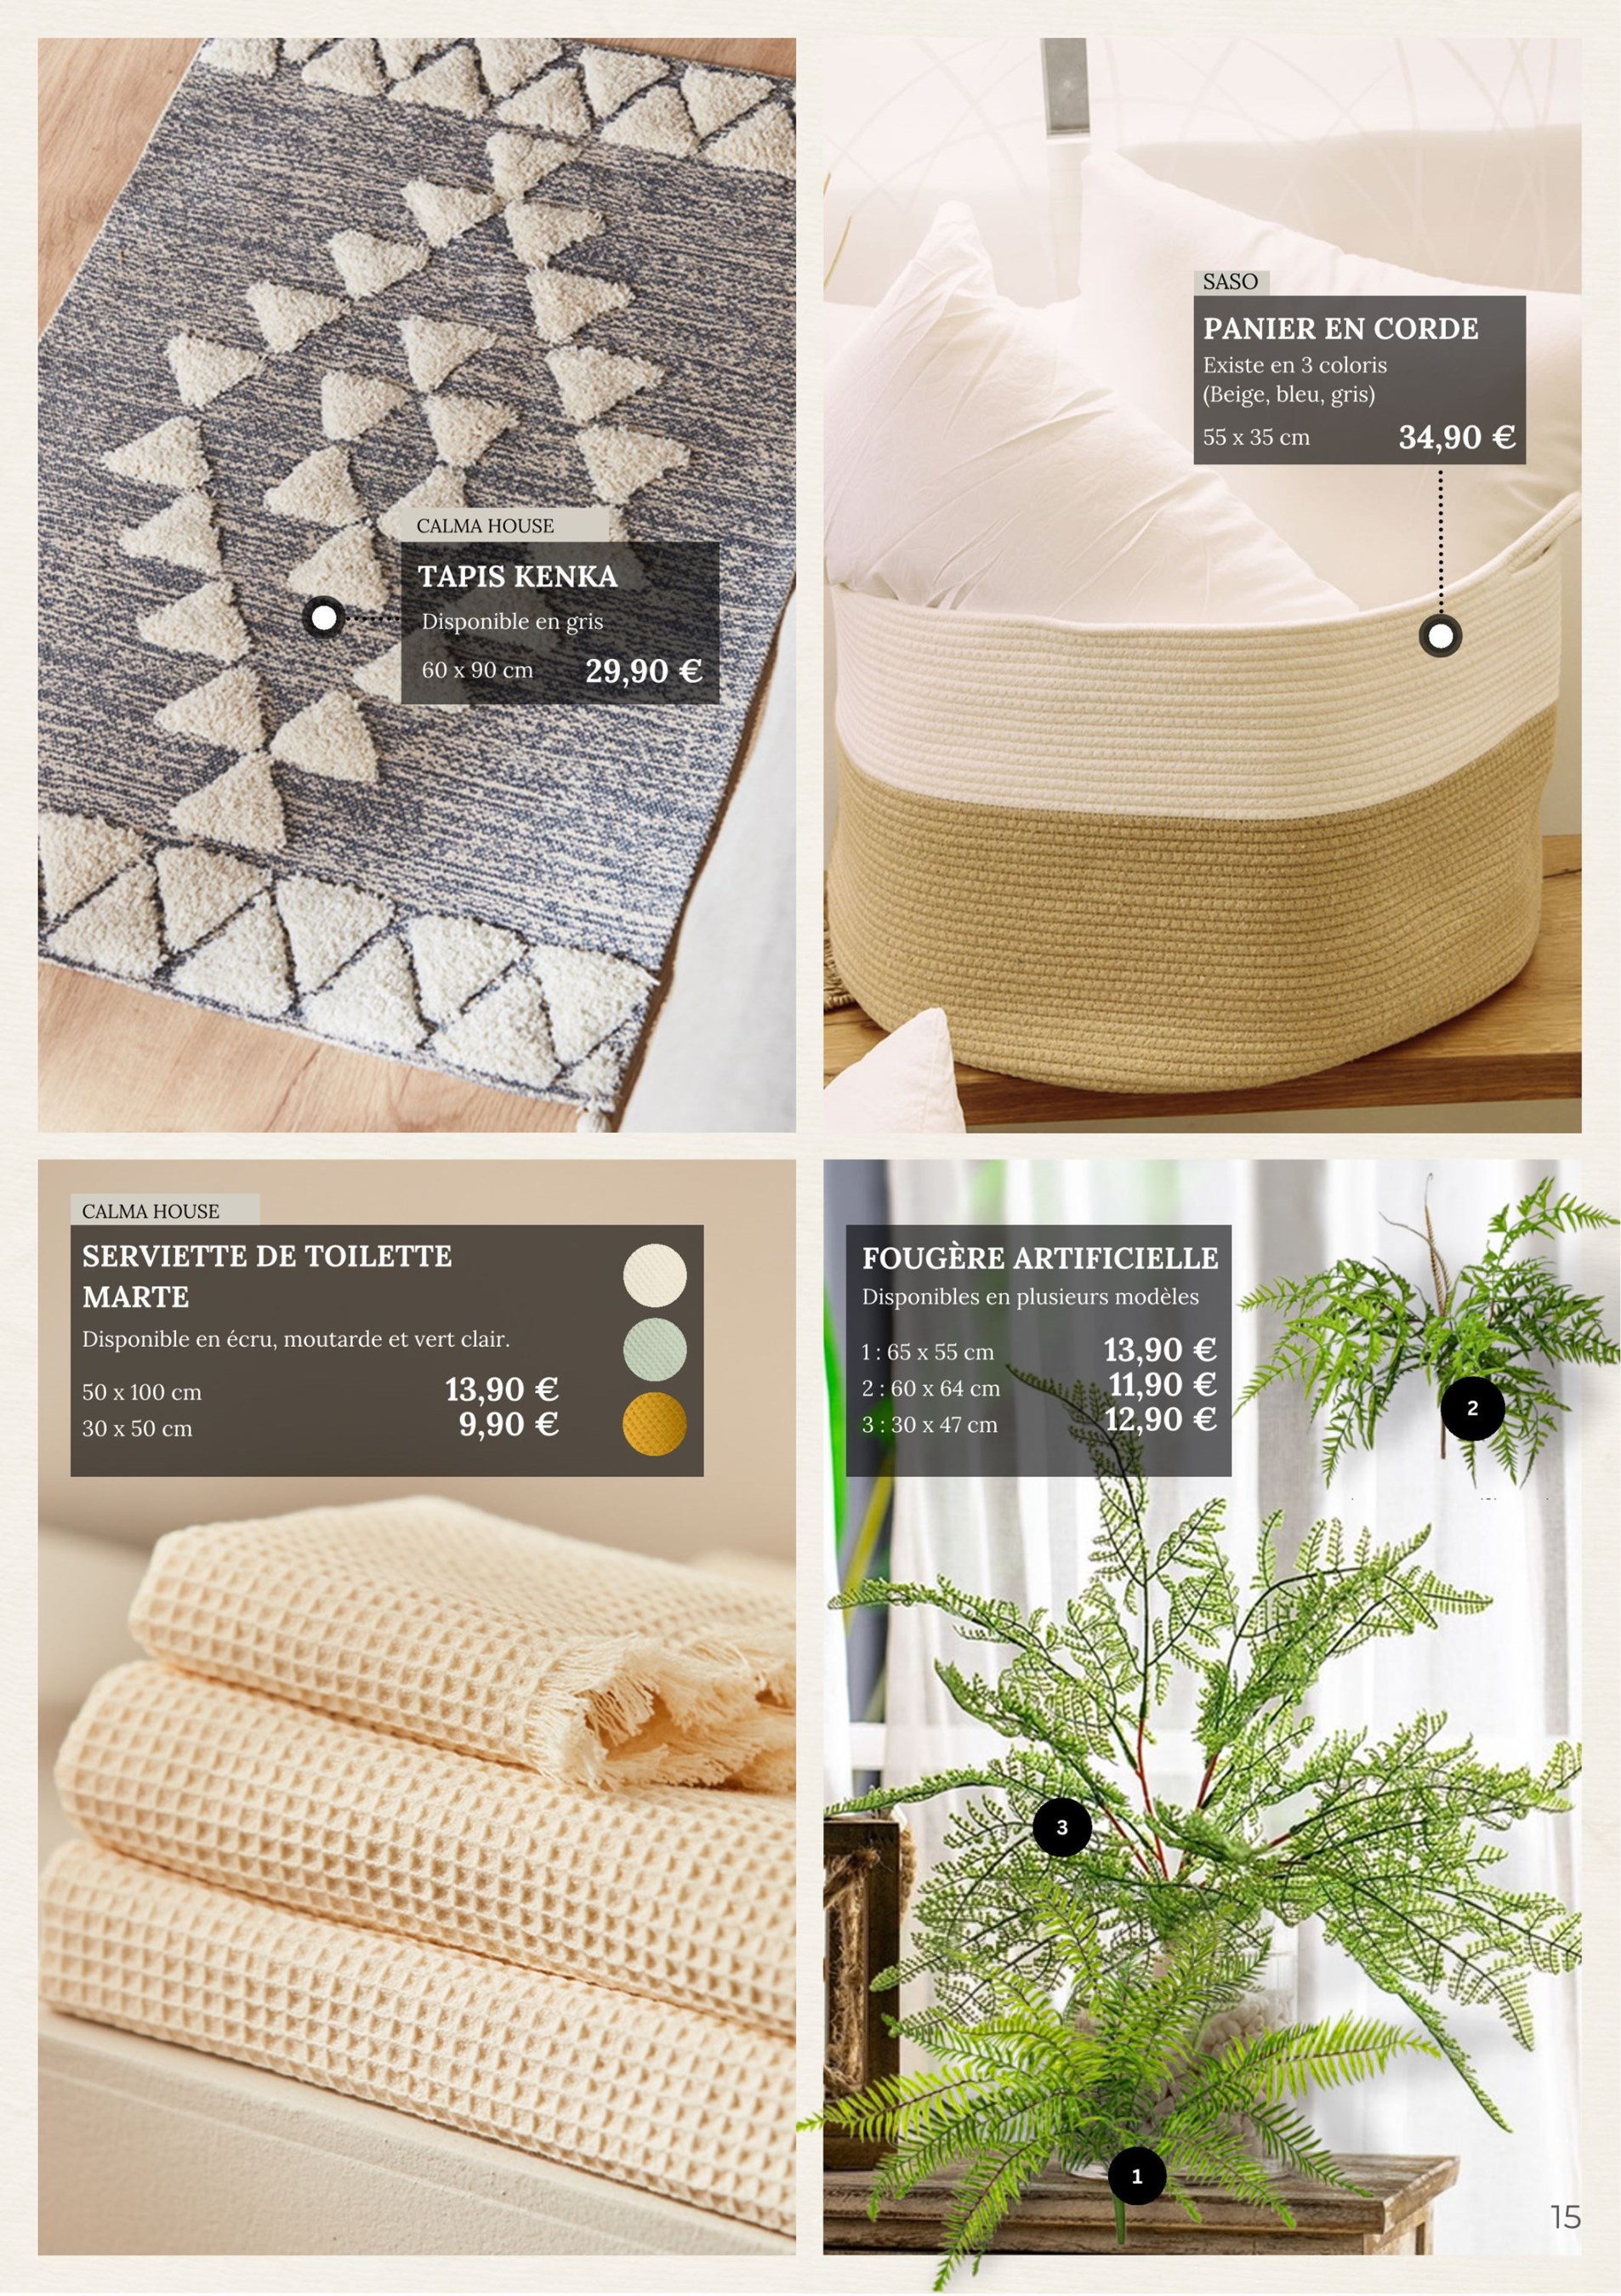 CALMA HOUSE
TAPIS KENKA
Disponible en gris
60 x 90 cm 29,90 €
SASO
PANIER EN CORDE
Existe en 3 coloris
(Beige, bleu, gris)
55 x 35 cm 34,90 €
CALMA HOUSE
SERVIETTE DE TOILETTE
MARTE
Disponible en écru, moutarde et vert clair.
50 x 100 cm 13,90 €
30 x 50 cm 9,90 €
FOUGÈRE ARTIFICIELLE
Disponibles en plusieurs modèles
1 : 65 x 55 cm 13,90 €
2 : 60 x 64 cm 11,90 €
3 : 30 x 47 cm 12,90 €
2
3
1
15